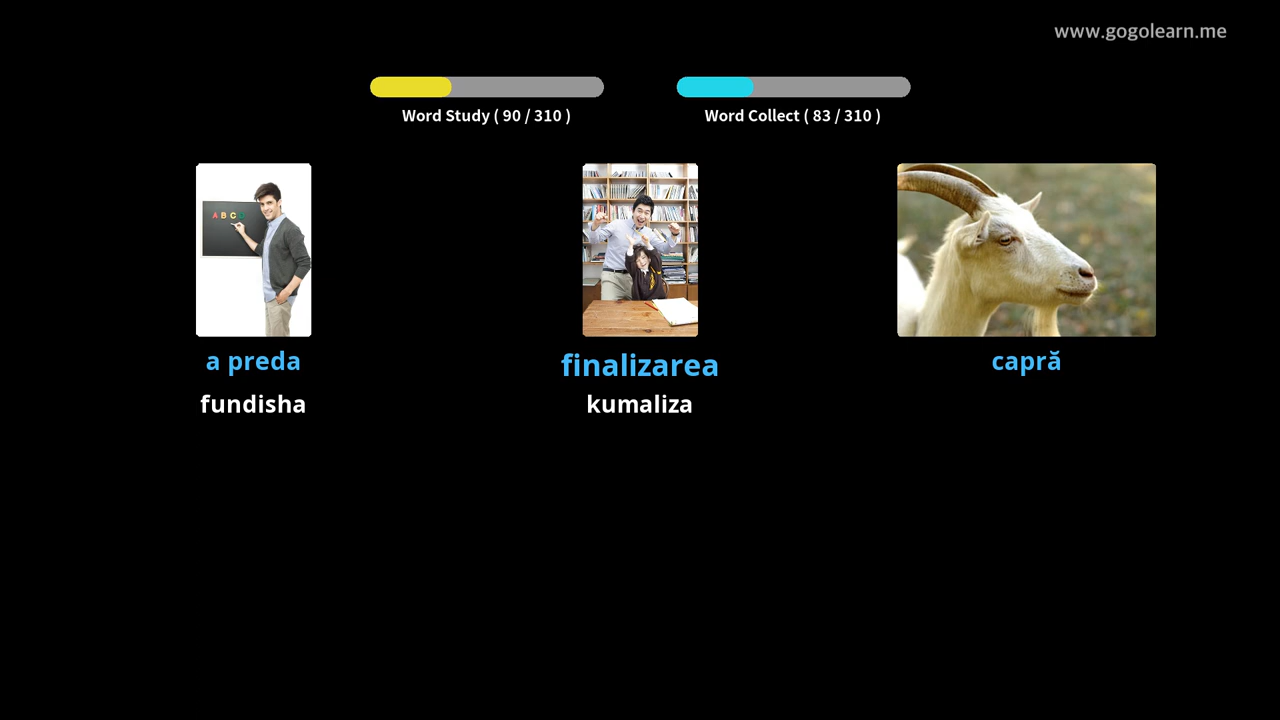 www.gogolearn.me
Word Study ( 90 / 310 )
Word Collect ( 83 / 310 )
A B C D
a preda
finalizarea
capră
fundisha
kumaliza